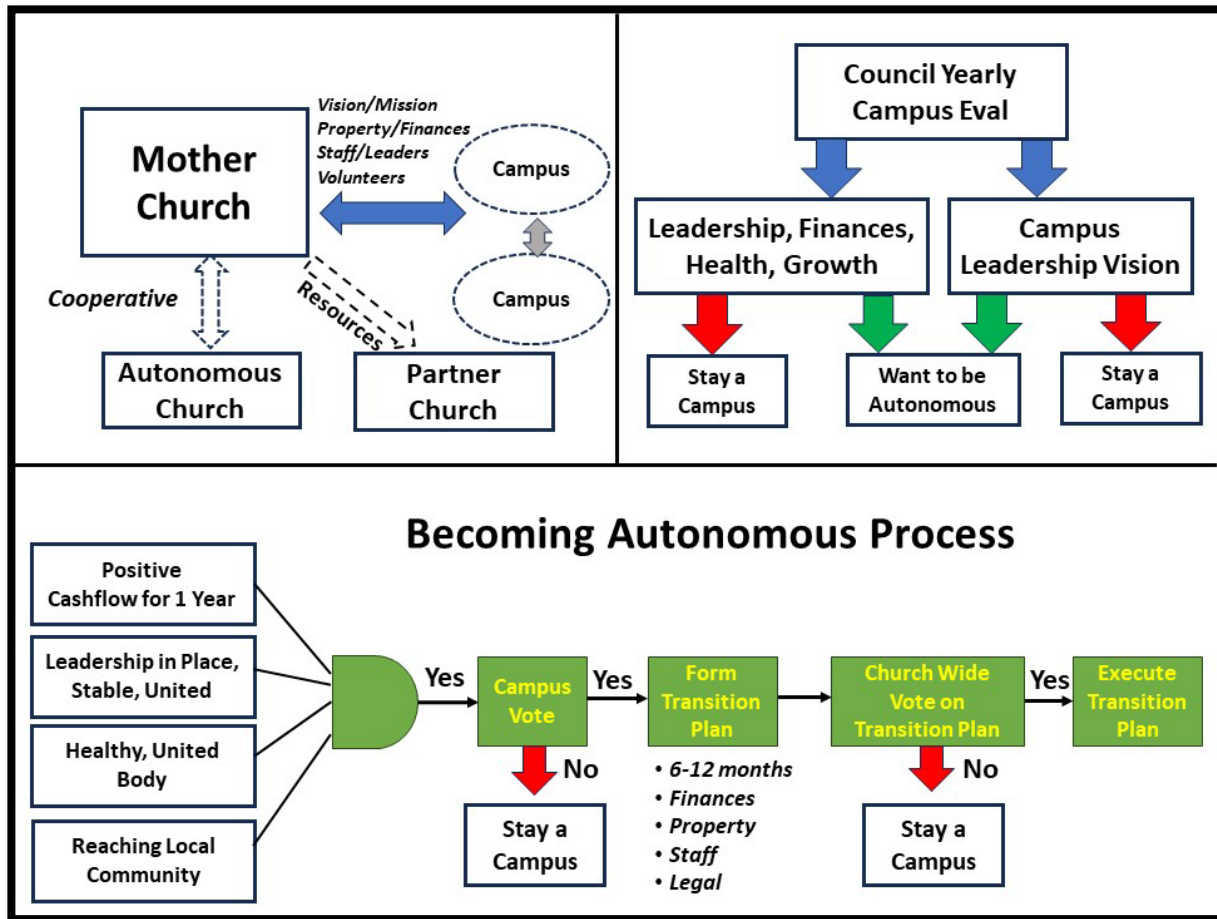 Mother
Church
Vision/Mission
Property/Finances
Staff/Leaders
Volunteers
Campus
Campus
Cooperative
Resources
Autonomous
Church
Partner
Church
Council Yearly
Campus Eval
Leadership, Finances,
Health, Growth
Campus
Leadership Vision
Stay a
Campus
Want to be
Autonomous
Stay a
Campus
Becoming Autonomous Process
Positive
Cashflow for 1 Year
Leadership in Place,
Stable, United
Healthy, United
Body
Reaching Local
Community
Yes
Campus
Vote
Yes
Form
Transition
Plan
Church Wide
Vote on
Transition Plan
Yes
Execute
Transition
Plan
No
Stay a
Campus
• 6-12 months
• Finances
• Property
• Staff
• Legal
No
Stay a
Campus